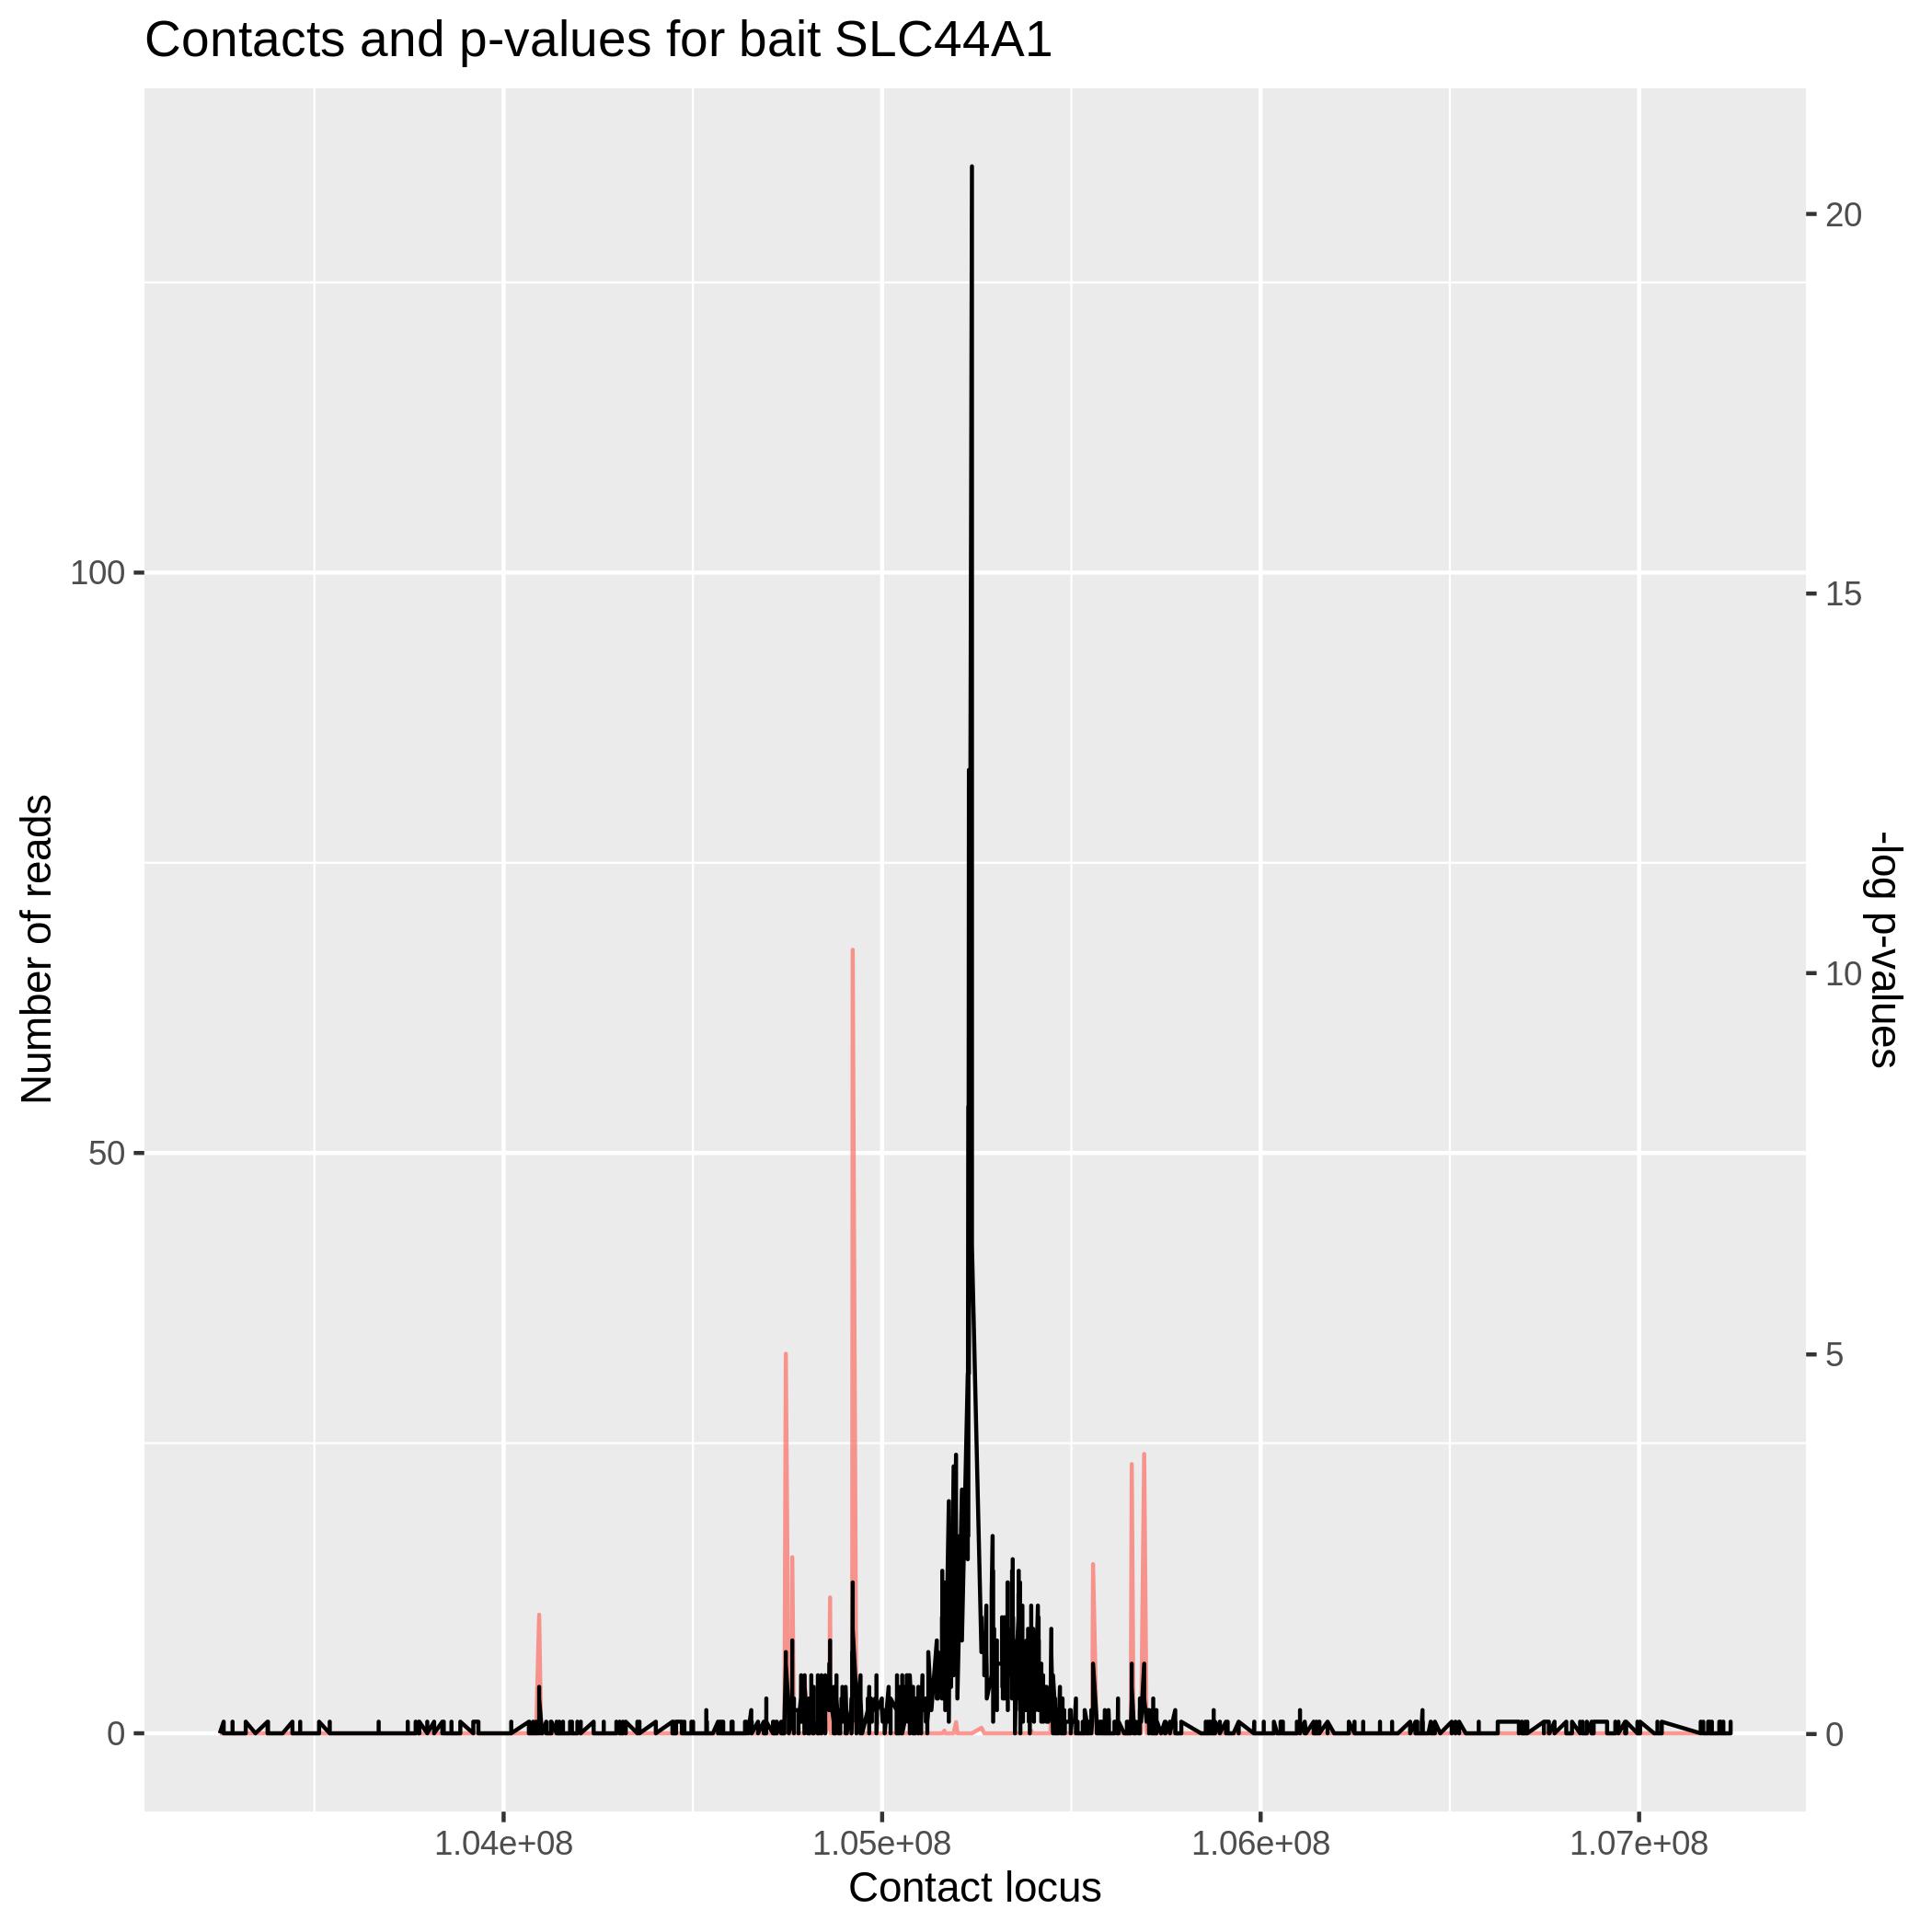 Contacts and p-values for bait SLC44A1
Number of reads
100
50
0
20
15
10
5
0
-log p-values
1.04e+08
1.05e+08
1.06e+08
1.07e+08
Contact locus